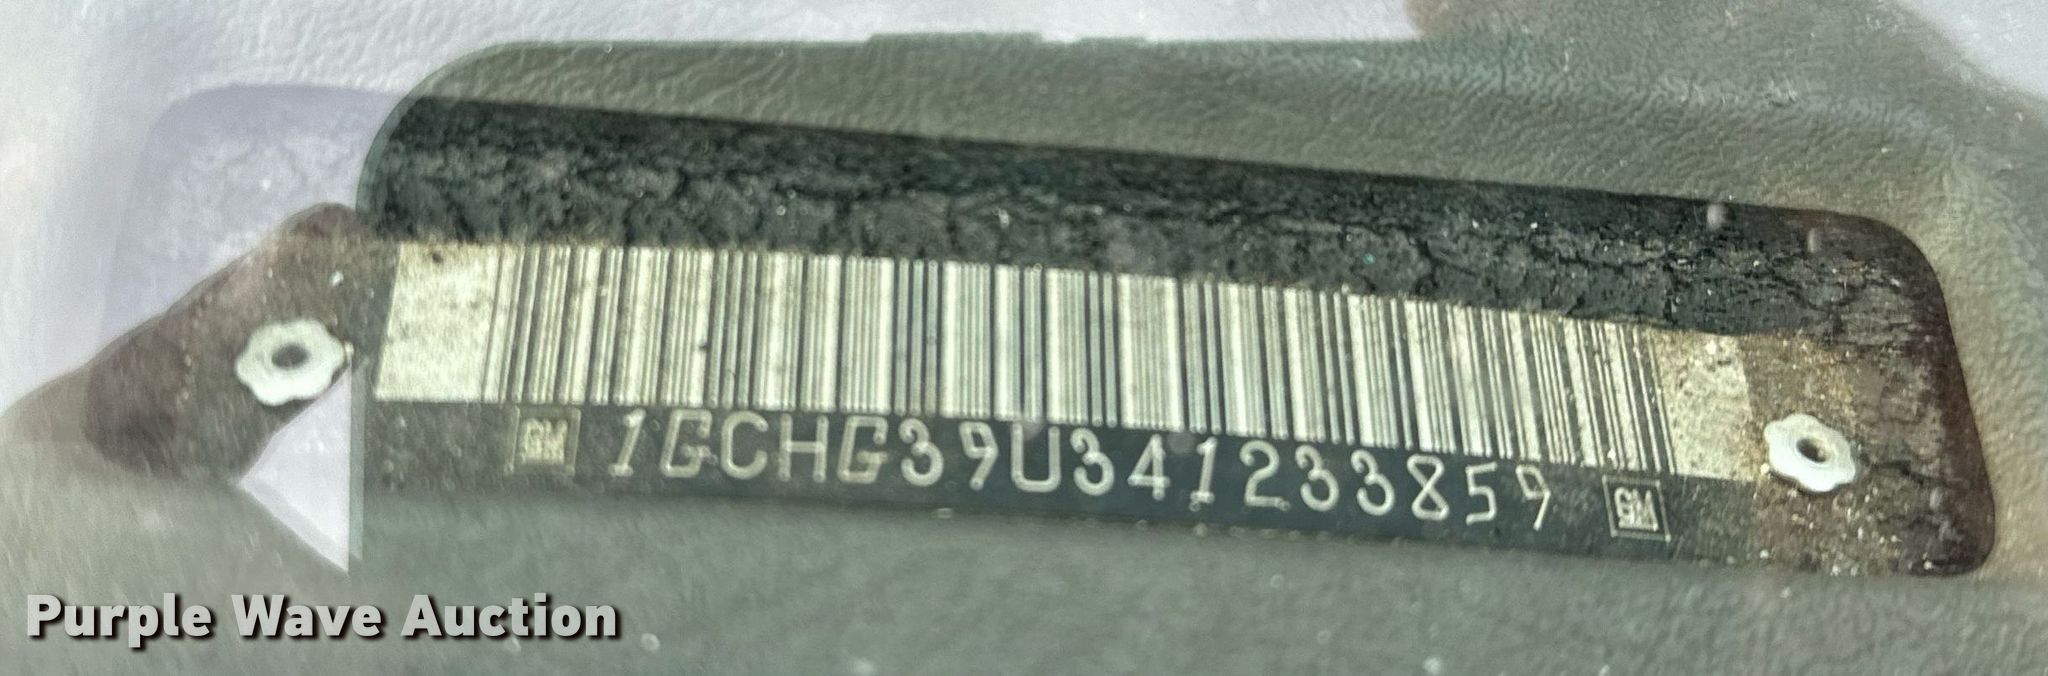 GM 1GCHG39U341233859 GM
Purple Wave Auction